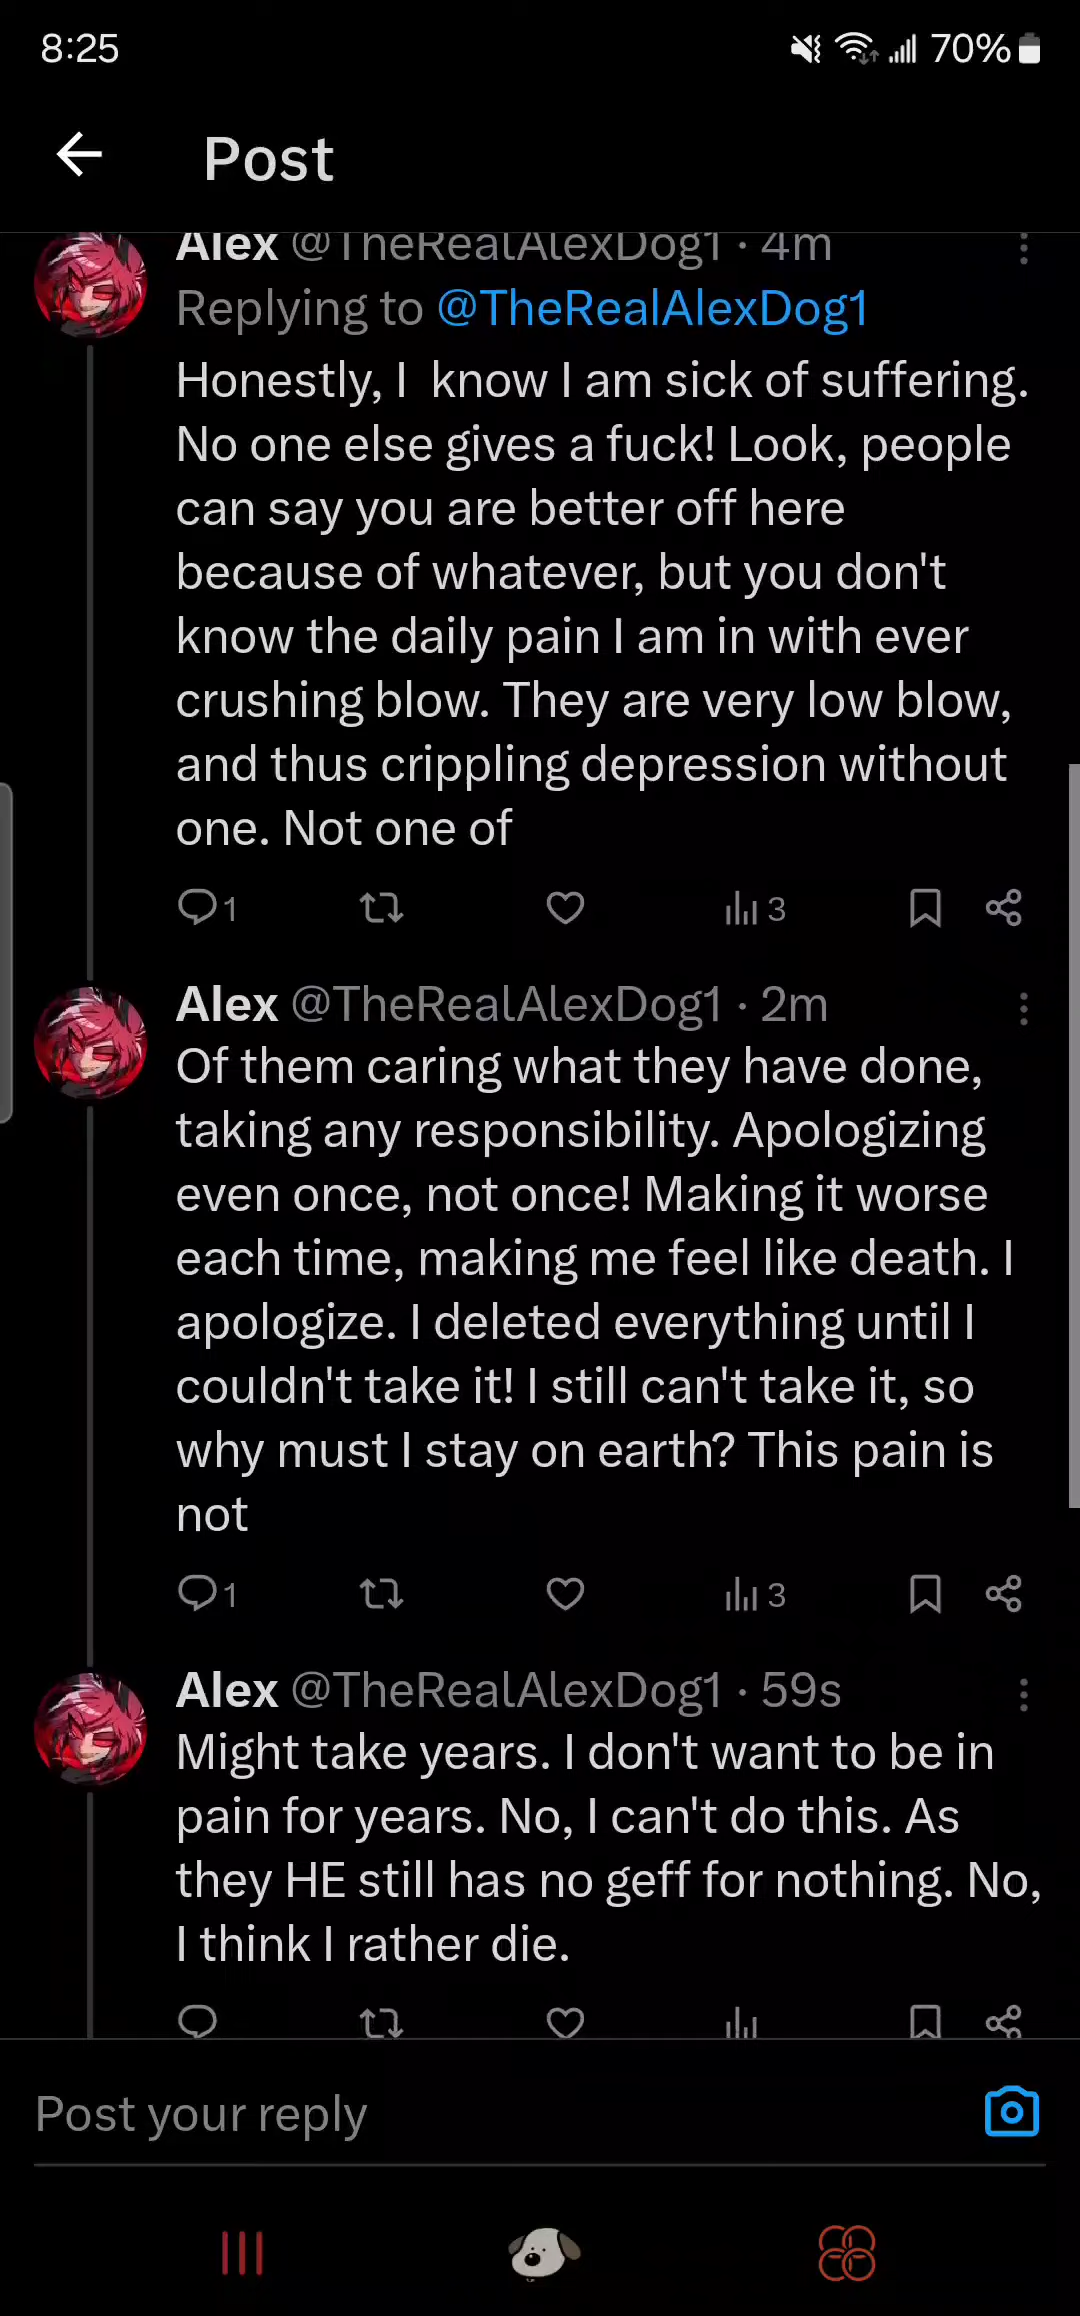 8:25
70%
Post
Alex @TheRealAlexDog1 · 4m
Replying to @TheRealAlexDog1
Honestly, I  know I am sick of suffering.
No one else gives a fuck! Look, people
can say you are better off here
because of whatever, but you don't
know the daily pain I am in with ever
crushing blow. They are very low blow,
and thus crippling depression without
one. Not one of
1 3
Alex @TheRealAlexDog1 · 2m
Of them caring what they have done,
taking any responsibility. Apologizing
even once, not once! Making it worse
each time, making me feel like death. I
apologize. I deleted everything until I
couldn't take it! I still can't take it, so
why must I stay on earth? This pain is
not
1 3
Alex @TheRealAlexDog1 · 59s
Might take years. I don't want to be in
pain for years. No, I can't do this. As
they HE still has no geff for nothing. No,
I think I rather die.
Post your reply